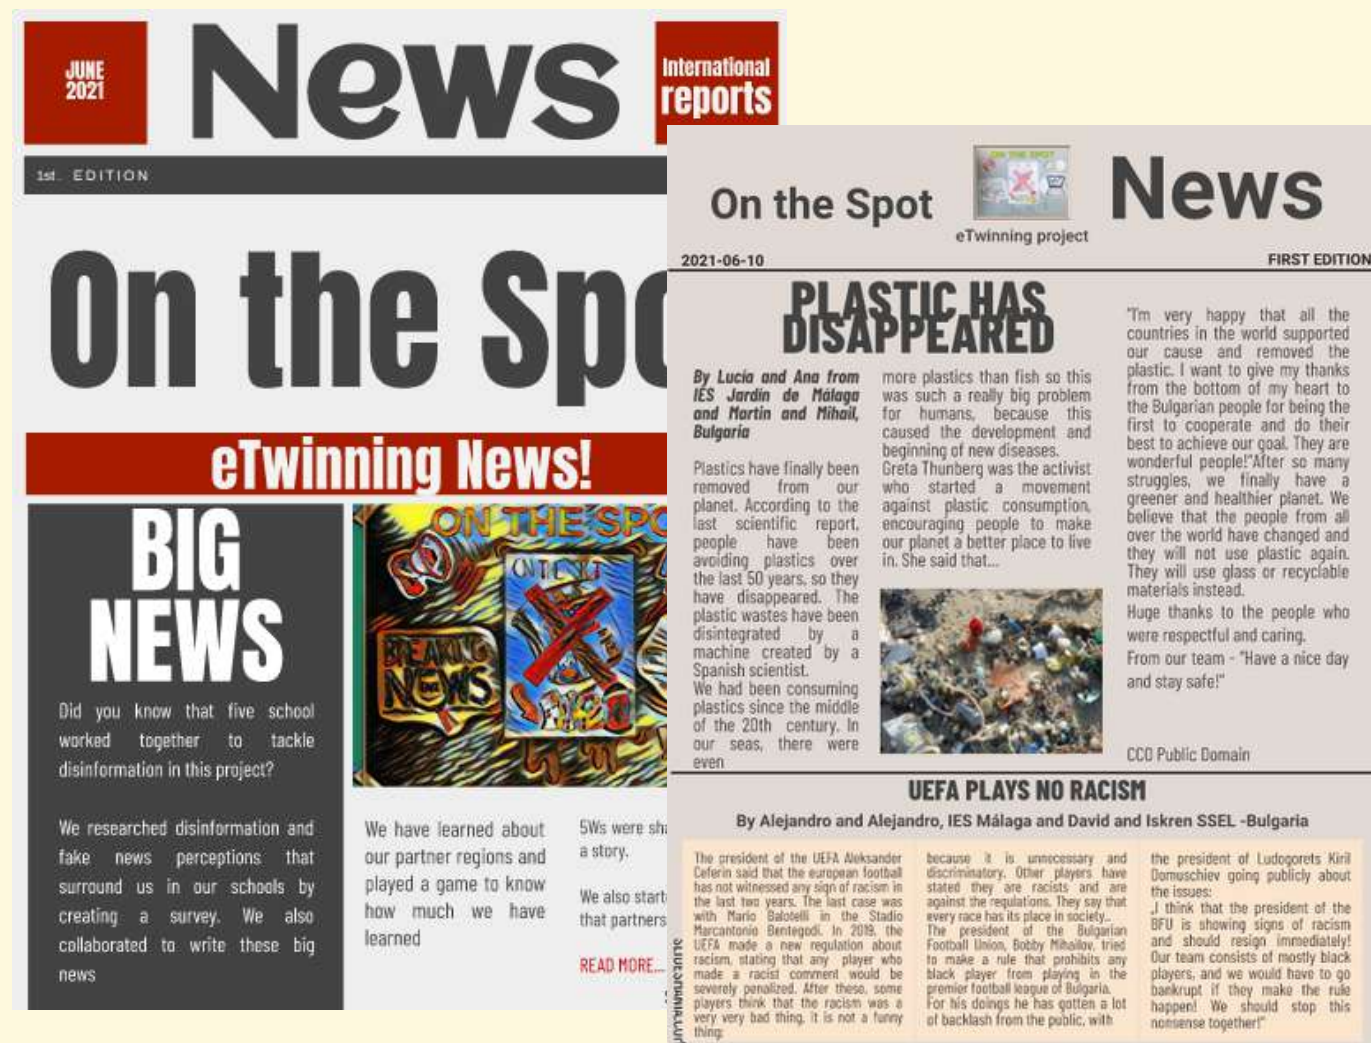 JUNE
2021
News
International
reports
1st. EDITION
On the Spo
eTwinning News!
BIG
NEWS
Did you know that five school
worked together to tackle
disinformation in this project?
We researched disinformation and
fake news perceptions that
surround us in our schools by
creating a survey. We also
collaborated to write these big
news
ON THE SPO
BREAKING
NEWS
We have learned about
our partner regions and
played a game to know
how much we have
learned
5Ws were sh
a story.
We also start
that partners
READ MORE...
On the Spot
ON THE SPOT
eTwinning project
News
2021-06-10
FIRST EDITION
PLASTIC HAS
DISAPPEARED
By Lucía and Ana from
IES Jardín de Málaga
and Martin and Mihail,
Bulgaria
Plastics have finally been
removed from our
planet. According to the
last scientific report,
people have been
avoiding plastics over
the last 50 years, so they
have disappeared. The
plastic wastes have been
disintegrated by a
machine created by a
Spanish scientist.
We had been consuming
plastics since the middle
of the 20th century. In
our seas, there were
even
more plastics than fish so this
was such a really big problem
for humans, because this
caused the development and
beginning of new diseases.
Greta Thunberg was the activist
who started a movement
against plastic consumption,
encouraging people to make
our planet a better place to live
in. She said that...
"I'm very happy that all the
countries in the world supported
our cause and removed the
plastic. I want to give my thanks
from the bottom of my heart to
the Bulgarian people for being the
first to cooperate and do their
best to achieve our goal. They are
wonderful people!"After so many
struggles, we finally have a
greener and healthier planet. We
believe that the people from all
over the world have changed and
they will not use plastic again.
They will use glass or recyclable
materials instead.
Huge thanks to the people who
were respectful and caring.
From our team - "Have a nice day
and stay safe!"
CCO Public Domain
UEFA PLAYS NO RACISM
By Alejandro and Alejandro, IES Málaga and David and Iskren SSEL -Bulgaria
The president of the UEFA Aleksander
Ceferin said that the european football
has not witnessed any sign of racism in
the last two years. The last case was
with Mario Balotelli in the Stadio
Marcantonio Bentegodi. In 2019, the
UEFA made a new regulation about
racism, stating that any player who
made a racist comment would be
severely penalized. After these, some
players think that the racism was a
very very bad thing, it is not a funny
thing;
because it is unnecessary and
discriminatory. Other players have
stated they are racists and are
against the regulations. They say that
every race has its place in society..
The president of the Bulgarian
Football Union, Bobby Mihailov, tried
to make a rule that prohibits any
black player from playing in the
premier football league of Bulgaria.
For his doings he has gotten a lot
of backlash from the public, with
the president of Ludogorets Kiril
Domuschiev going publicly about
the issues:
„I think that the president of the
BFU is showing signs of racism
and should resign immediately!
Our team consists of mostly black
players, and we would have to go
bankrupt if they make the rule
happen! We should stop this
nonsense together!"